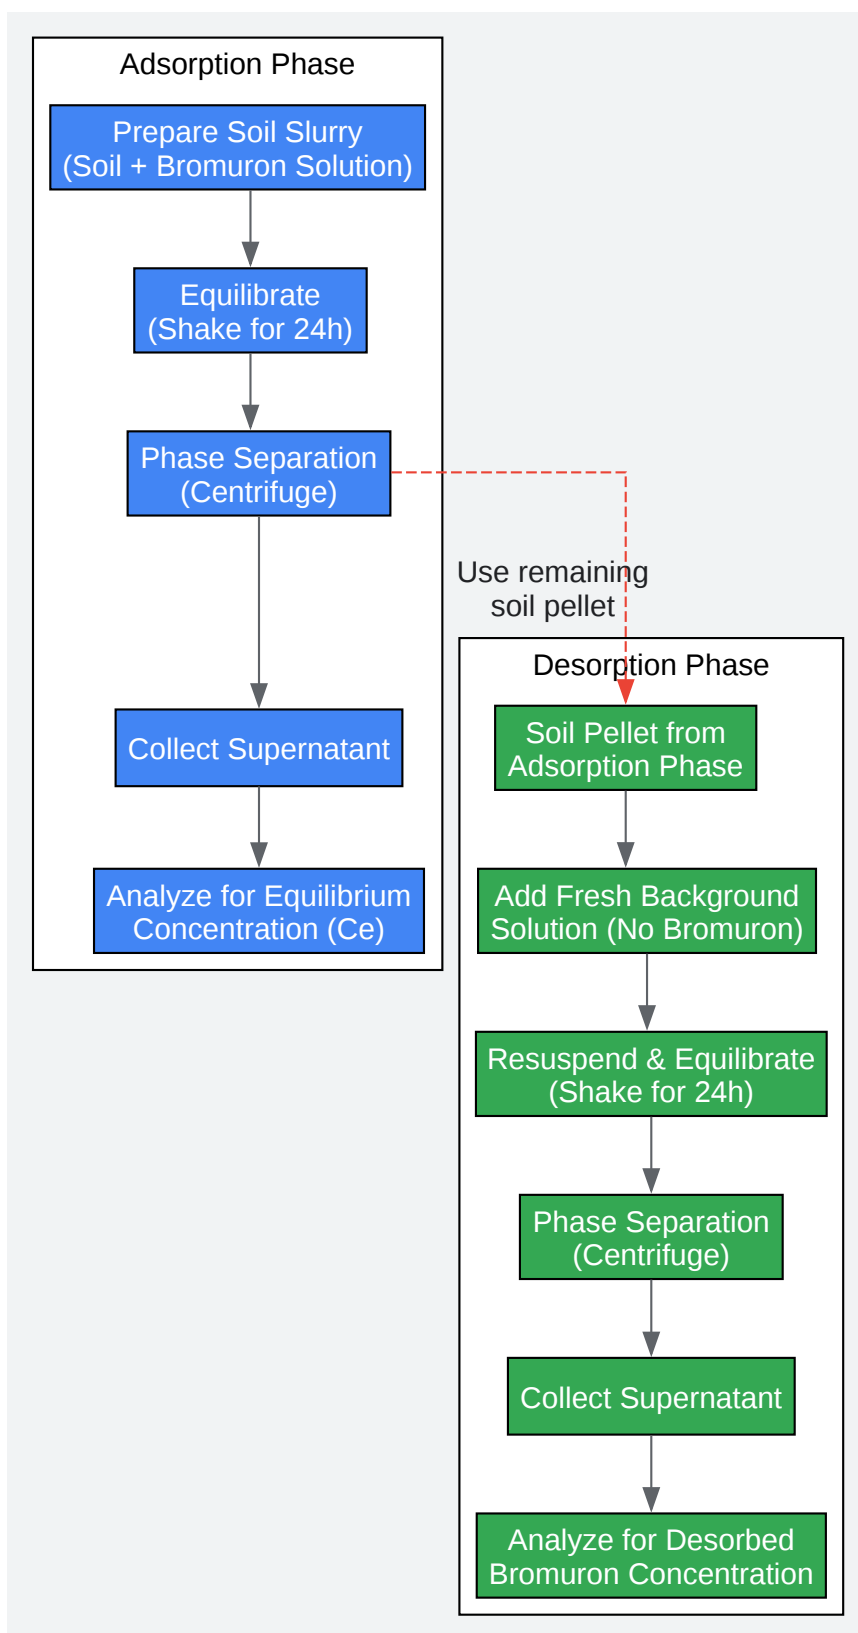 Adsorption Phase
Prepare Soil Slurry
(Soil + Bromuron Solution)
Equilibrate
(Shake for 24h)
Phase Separation
(Centrifuge)
Collect Supernatant
Analyze for Equilibrium
Concentration (Ce)
Use remaining
soil pellet
Desorption Phase
Soil Pellet from
Adsorption Phase
Add Fresh Background
Solution (No Bromuron)
Resuspend & Equilibrate
(Shake for 24h)
Phase Separation
(Centrifuge)
Collect Supernatant
Analyze for Desorbed
Bromuron Concentration